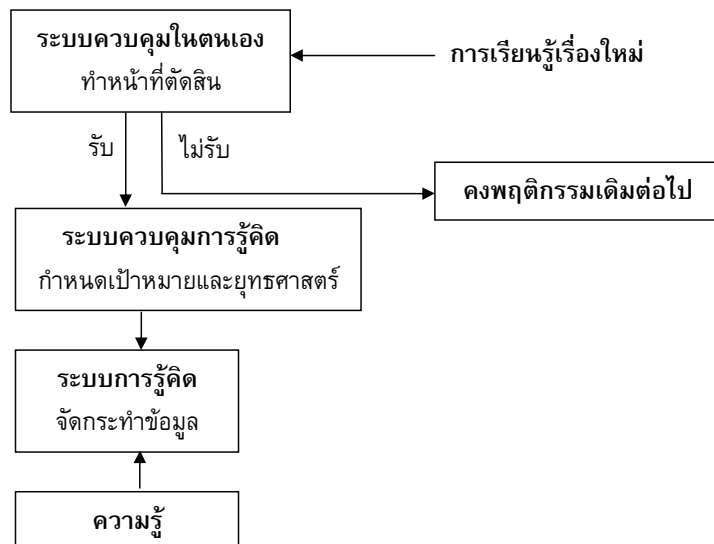 ระบบควบคุมในตนเอง
ทำหน้าที่ตัดสิน
การเรียนรู้เรื่องใหม่
รับ
ไม่รับ
คงพฤติกรรมเดิมต่อไป
ระบบควบคุมการรู้คิด
กำหนดเป้าหมายและยุทธศาสตร์
ระบบการรู้คิด
จัดกระทำข้อมูล
ความรู้